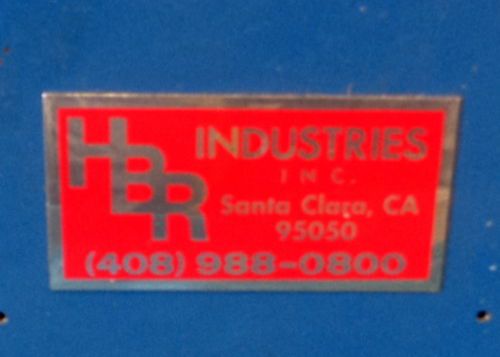 HBR INDUSTRIES
INC.
Santa Clara, CA
95050
(408) 988-0800